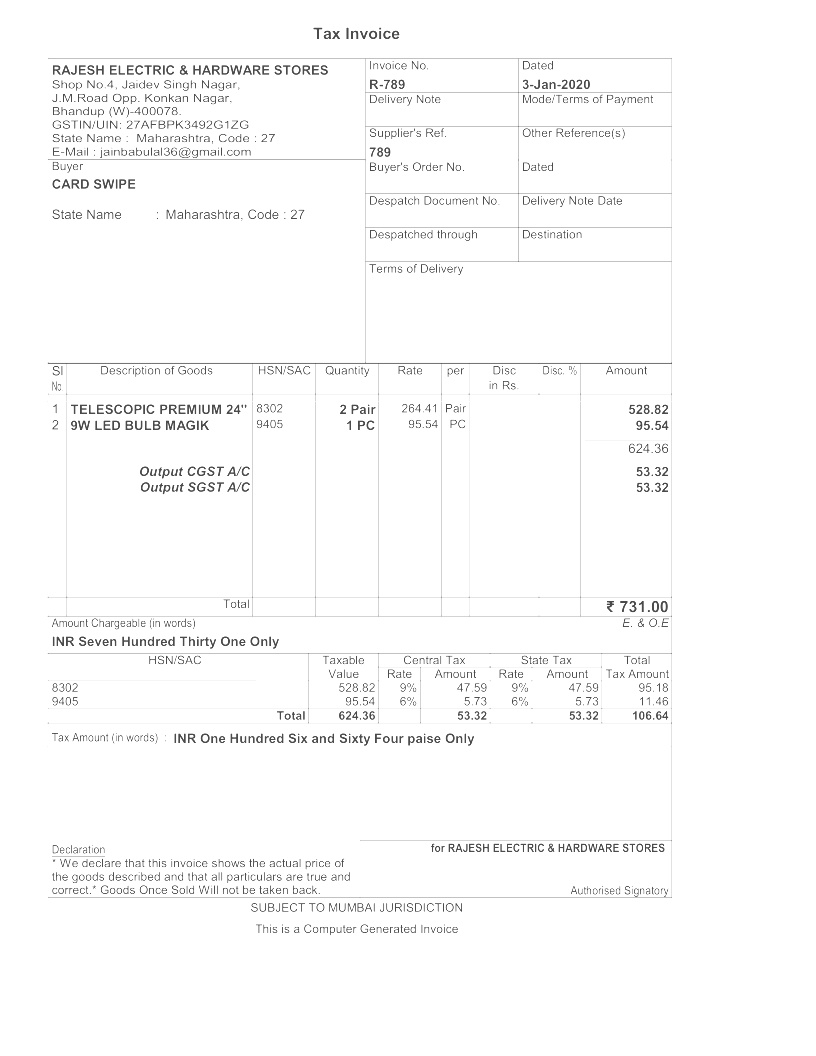 Tax Invoice
RAJESH ELECTRIC & HARDWARE STORES
Shop No.4, Jaidev Singh Nagar,
J.M.Road Opp. Konkan Nagar,
Bhandup (W)-400078.
GSTIN/UIN: 27AFBPK3492G1ZG
State Name : Maharashtra, Code : 27
E-Mail : jainbabulal36@gmail.com
Invoice No.
R-789
Dated
3-Jan-2020
Delivery Note
Mode/Terms of Payment
Supplier's Ref.
789
Other Reference(s)
Buyer
CARD SWIPE
State Name : Maharashtra, Code : 27
Buyer's Order No.
Dated
Despatch Document No.
Delivery Note Date
Despatched through
Destination
Terms of Delivery
Sl No. Description of Goods HSN/SAC Quantity Rate per Disc in Rs. Disc. % Amount
1 TELESCOPIC PREMIUM 24" 8302 2 Pair 264.41 Pair 528.82
2 9W LED BULB MAGIK 9405 1 PC 95.54 PC 95.54
624.36
Output CGST A/C 53.32
Output SGST A/C 53.32
Total ₹ 731.00
Amount Chargeable (in words) E. & O.E
INR Seven Hundred Thirty One Only
HSN/SAC Taxable Central Tax State Tax Total
Value Rate Amount Rate Amount Tax Amount
8302 528.82 9% 47.59 9% 47.59 95.18
9405 95.54 6% 5.73 6% 5.73 11.46
Total 624.36 53.32 53.32 106.64
Tax Amount (in words) : INR One Hundred Six and Sixty Four paise Only
Declaration
* We declare that this invoice shows the actual price of
the goods described and that all particulars are true and
correct.* Goods Once Sold Will not be taken back.
for RAJESH ELECTRIC & HARDWARE STORES
Authorised Signatory
SUBJECT TO MUMBAI JURISDICTION
This is a Computer Generated Invoice